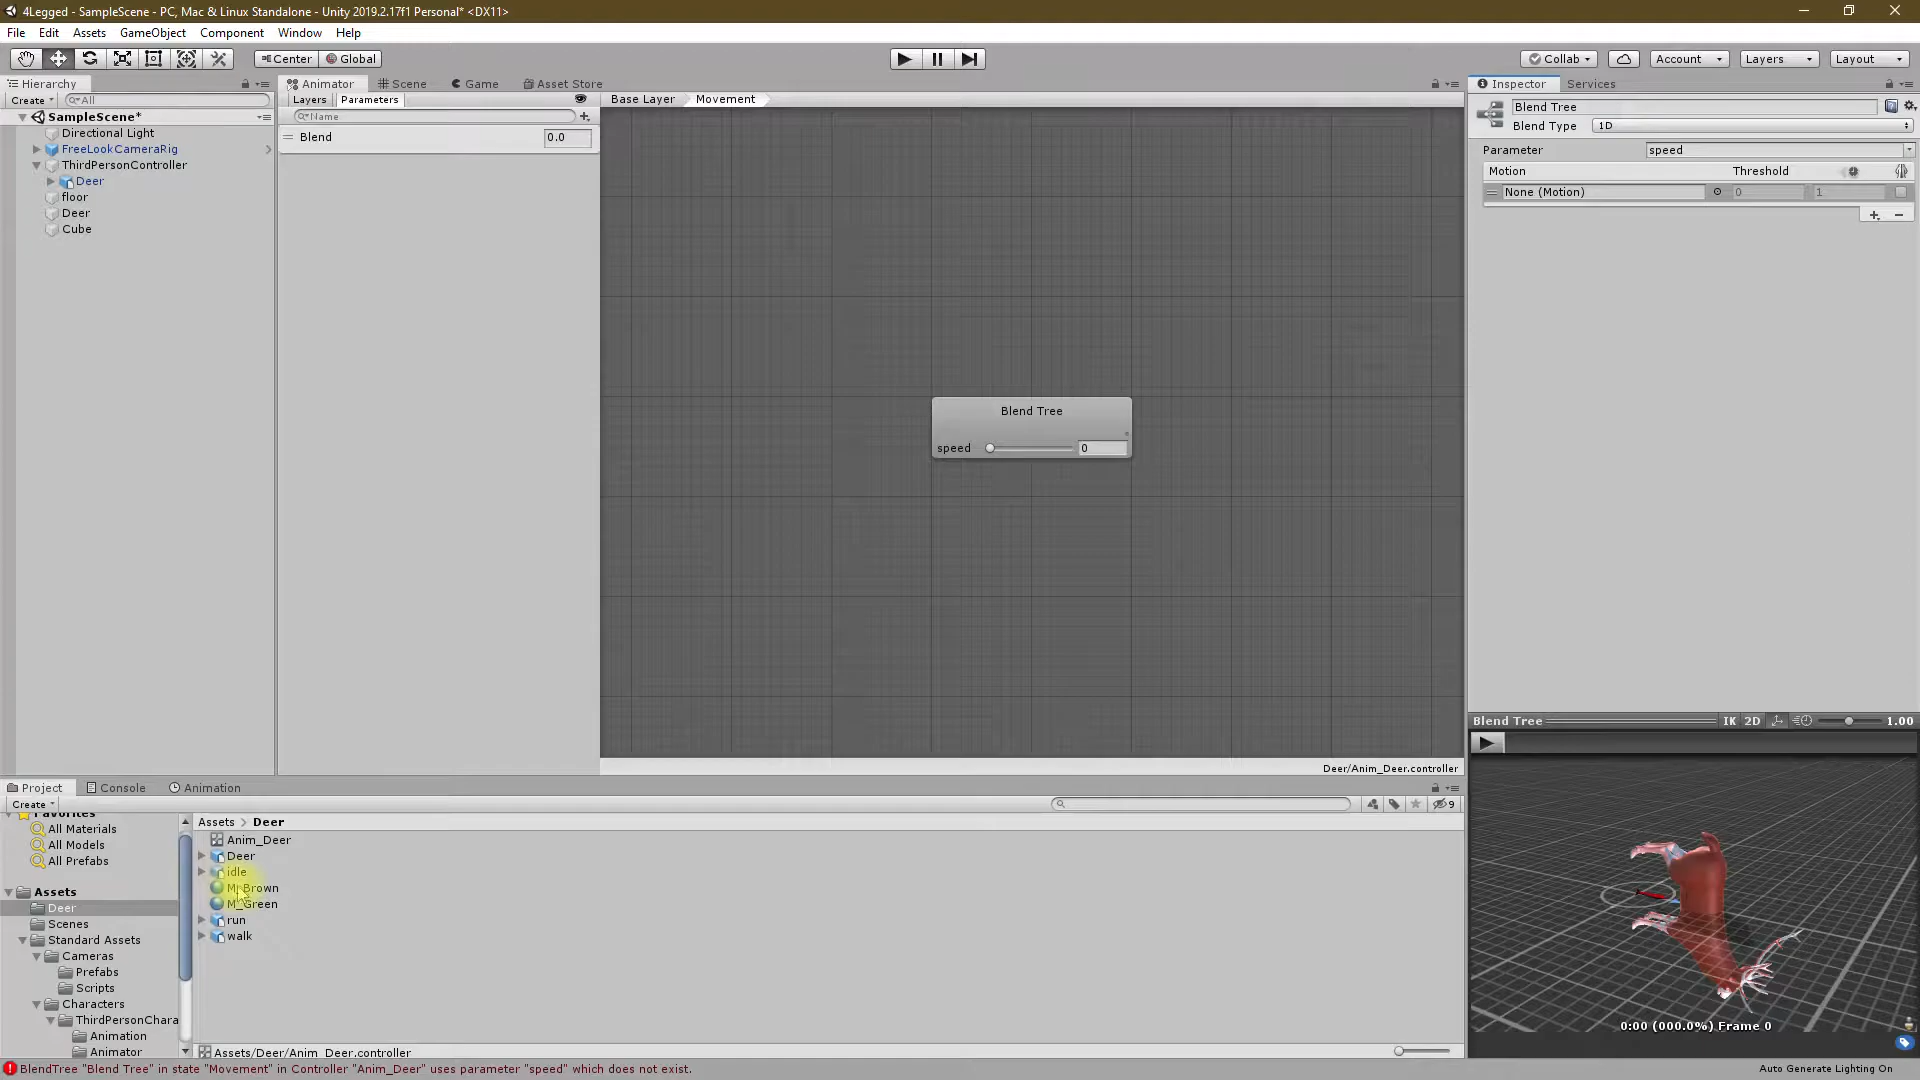 4Legged - SampleScene - PC, Mac & Linux Standalone - Unity 2019.2.17f1 Personal* <DX11>
File Edit Assets GameObject Component Window Help
Center Global Collab Account Layers Layout
Hierarchy
Create All
SampleScene*
Directional Light
FreeLookCameraRig
ThirdPersonController
Deer
floor
Deer
Cube
Animator Scene Game Asset Store
Layers Parameters
Name
Blend 0.0
Base Layer Movement
Blend Tree
speed 0
Deer/Anim_Deer.controller
Inspector Services
Blend Tree
Blend Type 1D
Parameter speed
Motion Threshold
None (Motion) 0 1
Blend Tree IK 2D 1.00
0:00 (000.0%) Frame 0
Project Console Animation
Create 9
Favorites
All Materials
All Models
All Prefabs
Assets
Deer
Scenes
Standard Assets
Cameras
Prefabs
Scripts
Characters
ThirdPersonChara
Animation
Animator
Assets > Deer
Anim_Deer
Deer
idle
M_Brown
M_Green
run
walk
Assets/Deer/Anim_Deer.controller
BlendTree "Blend Tree" in state "Movement" in Controller "Anim_Deer" uses parameter "speed" which does not exist.
Auto Generate Lighting On